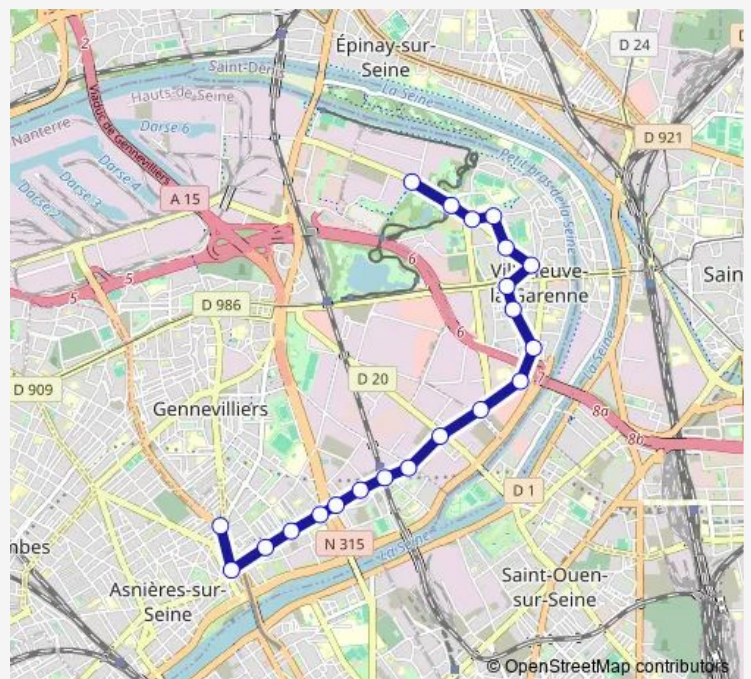 2
Épinay-sur-
Seine
D 24
Saint-Denis
La Seine
Hauts de Seine
Viaduc de Gennevilliers
Nanterre
Darse 6
D 921
Petit bras de la Seine
Darse 4
Darse 3
Darse 2
A 15
6
5
5
Villeneuve-
la-Garenne
Sain
D 986
6
La Seine
D 20
7
D 909
Gennevilliers
8a
8b
D 1
mbes
N 315
La Seine
Asnières-sur-
Seine
Saint-Ouen-
sur-Seine
© OpenStreetMap contributors